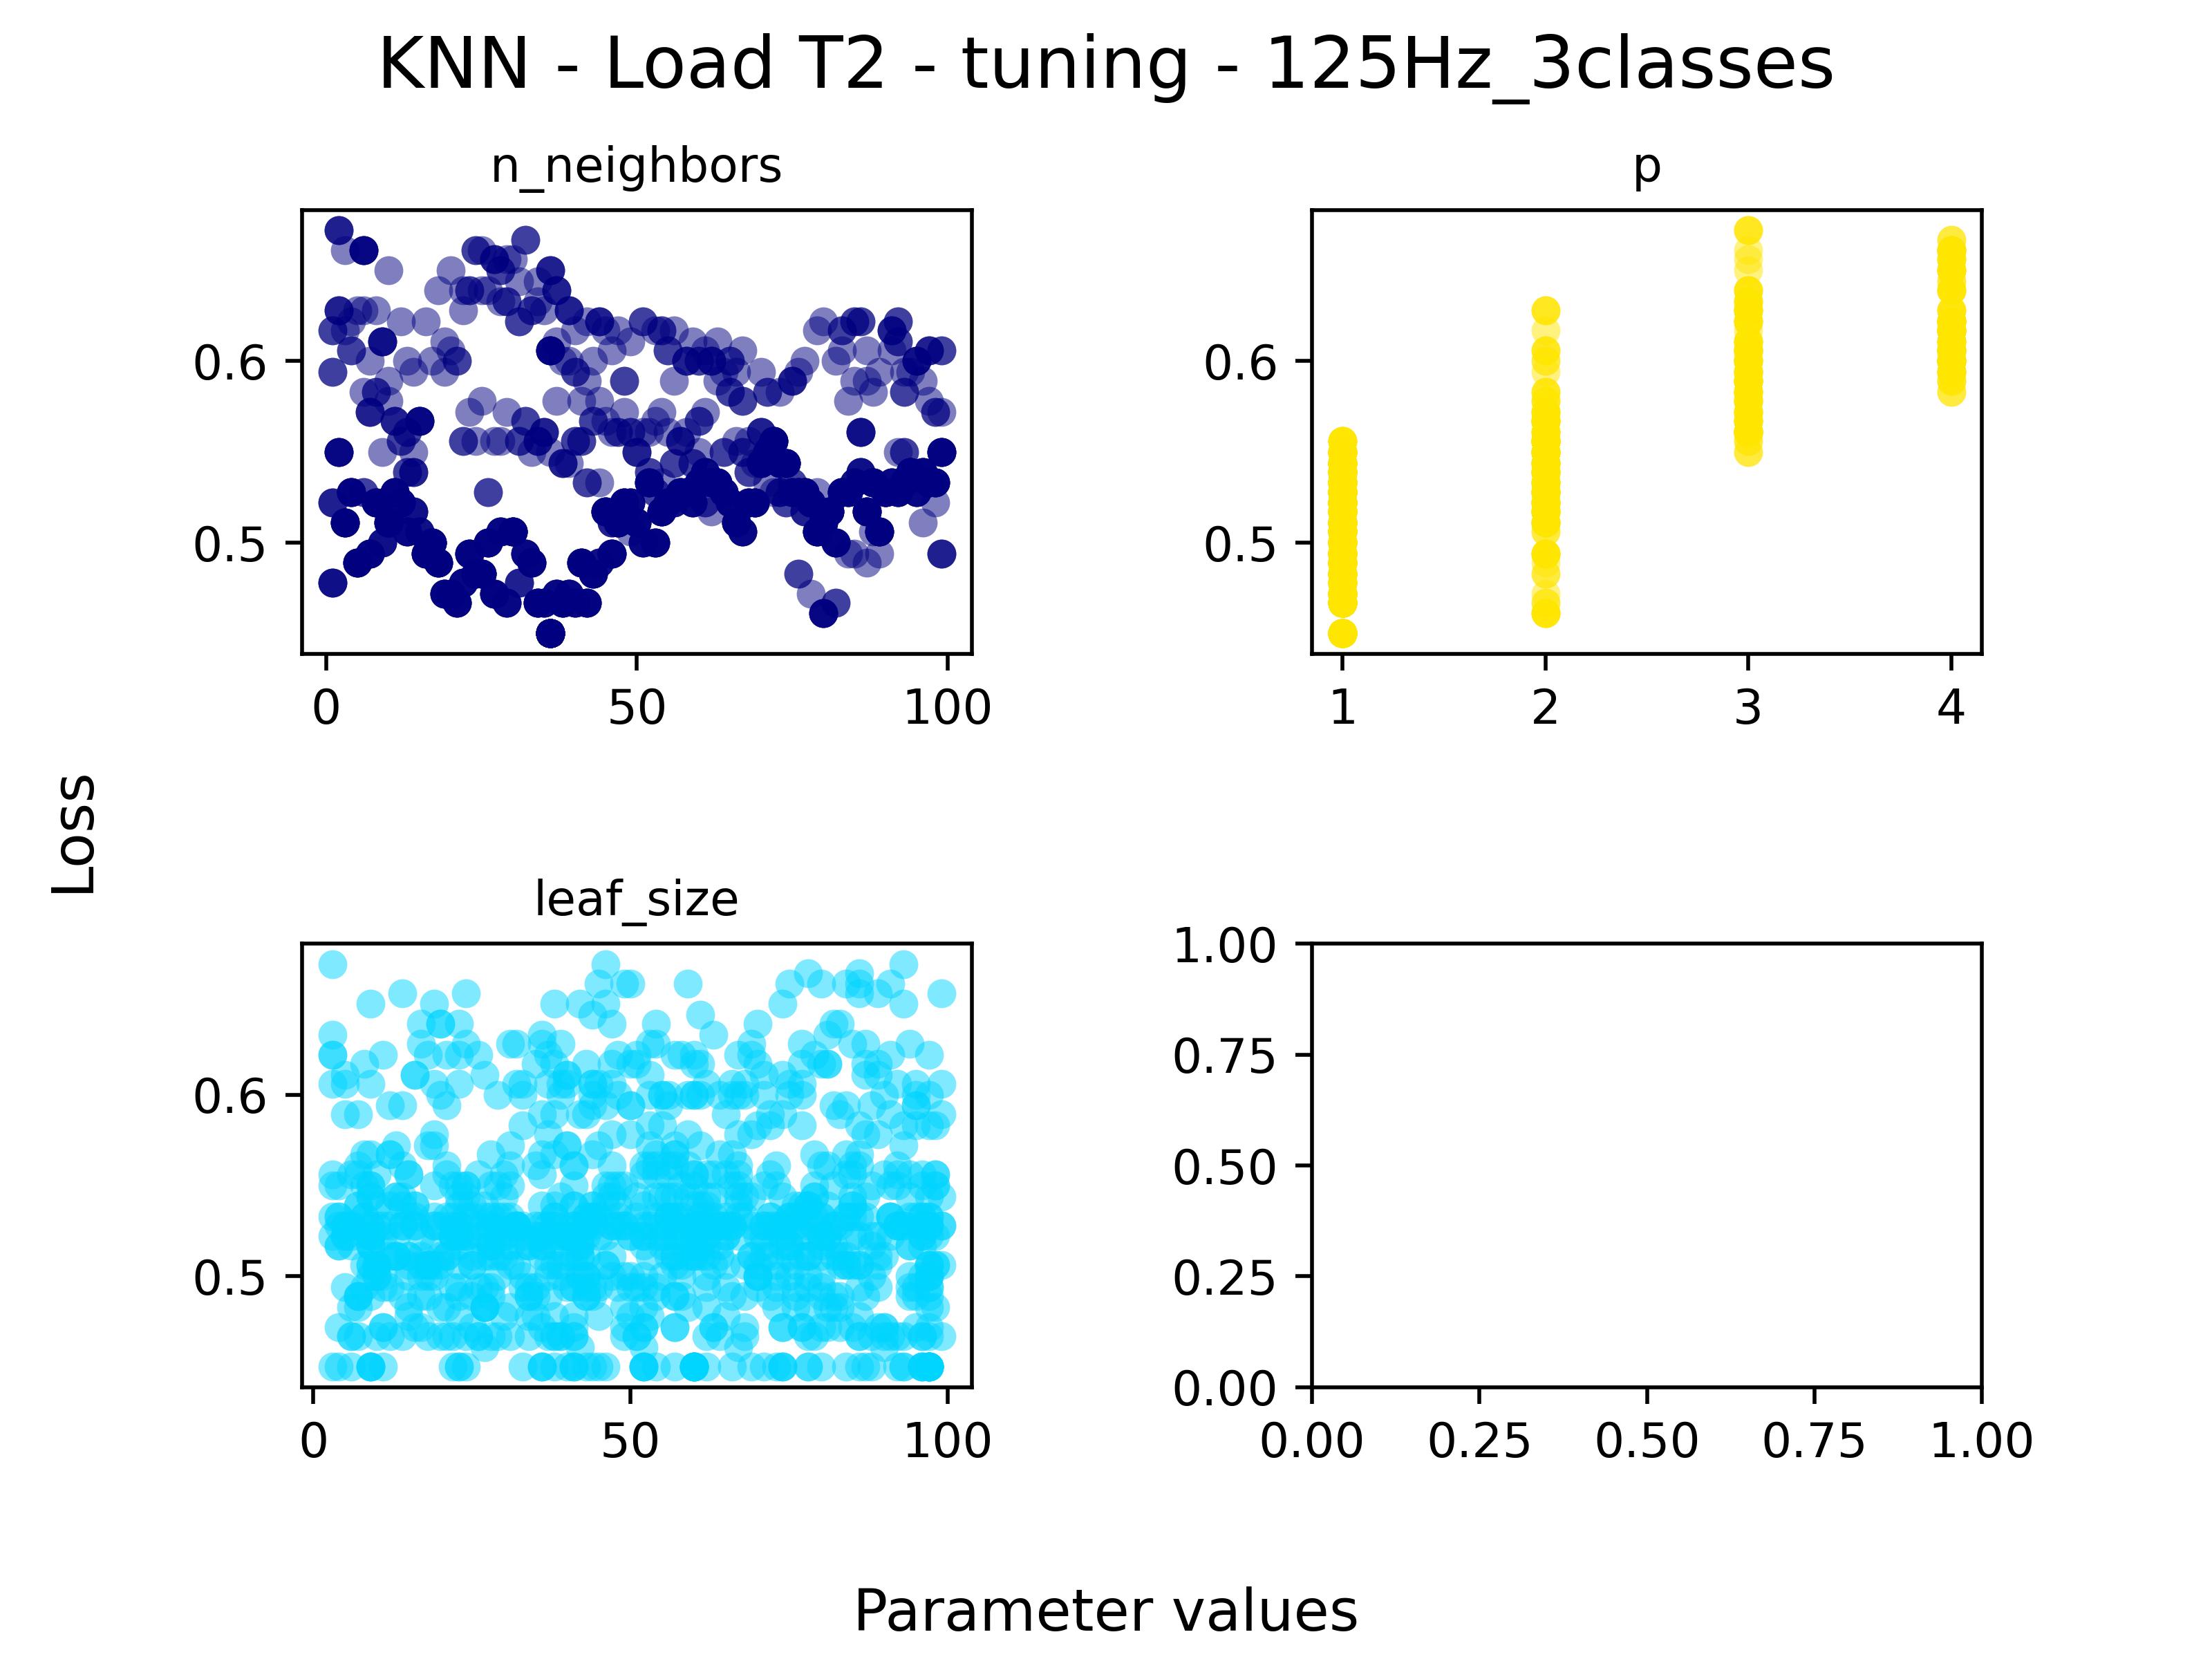 KNN - Load T2 - tuning - 125Hz_3classes
n_neighbors
p
0.6
0.5
0 50 100
0.6
0.5
1 2 3 4
Loss
leaf_size
0.6
0.5
0 50 100
1.00
0.75
0.50
0.25
0.00
0.00 0.25 0.50 0.75 1.00
Parameter values